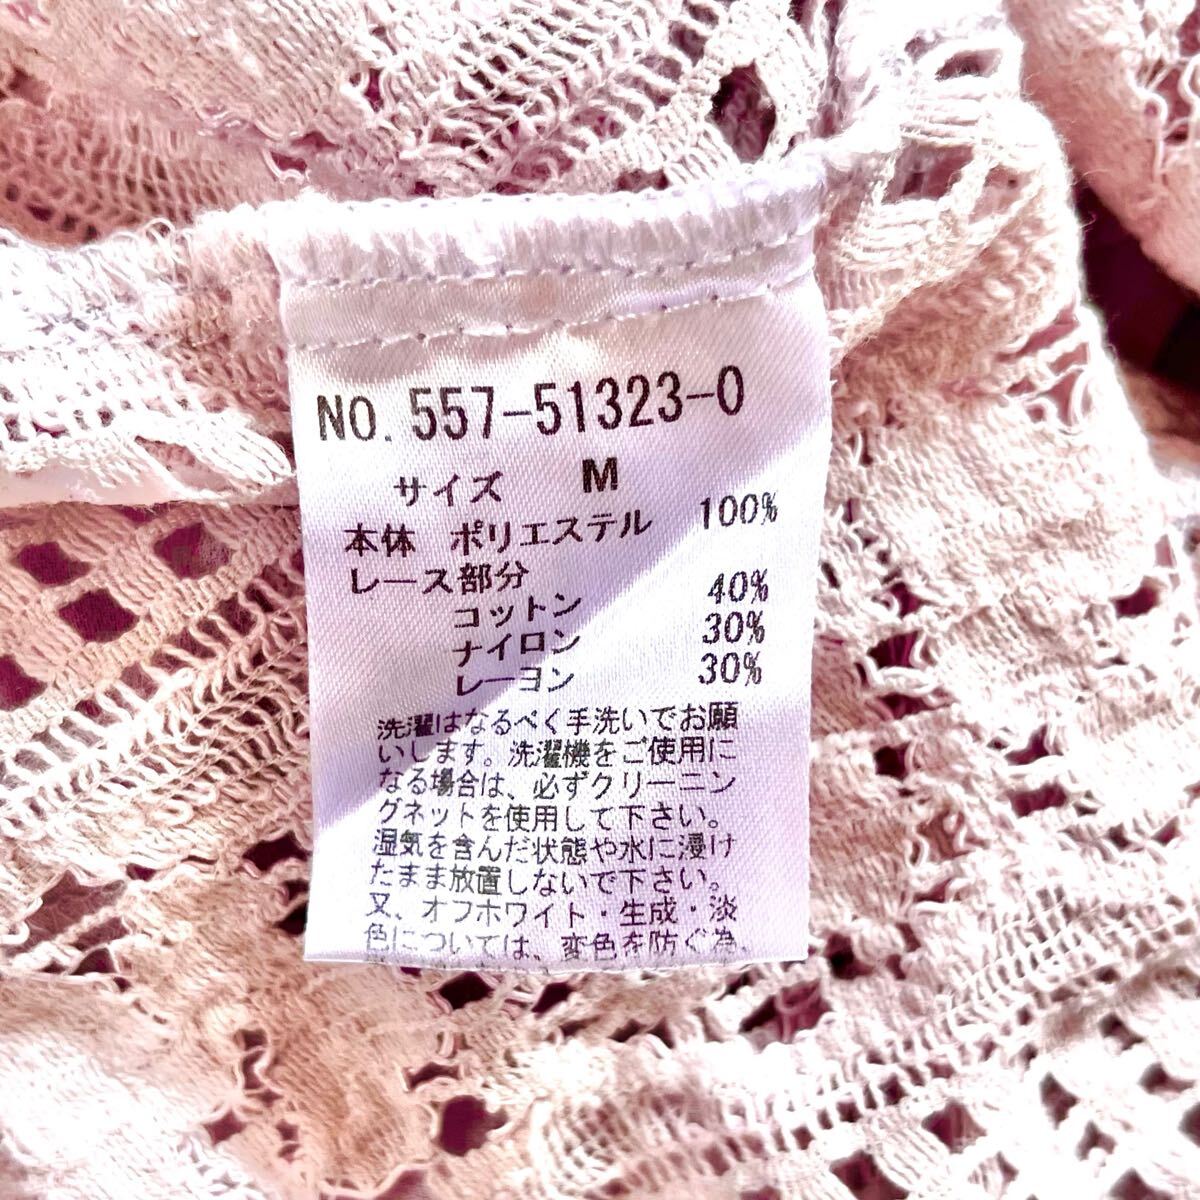 NO. 557-51323-0
サイズ M
本体 ポリエステル 100%
レース部分
コットン 40%
ナイロン 30%
レーヨン 30%
洗濯はなるべく手洗いでお願
いします。洗濯機をご使用に
なる場合は、必ずクリーニン
グネットを使用して下さい。
湿気を含んだ状態や水に浸け
たまま放置しないで下さい。
又、オフホワイト・生成・淡
色については、変色を防ぐ為、